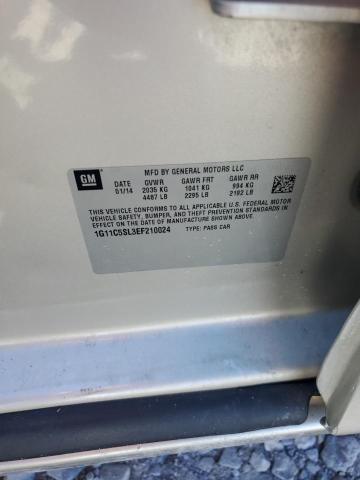 GM
MFD BY GENERAL MOTORS LLC
DATE GVWR GAWR FRT GAWR RR
01/14 2035 KG 1041 KG 994 KG
4487 LB 2295 LB 2192 LB
THIS VEHICLE CONFORMS TO ALL APPLICABLE U.S. FEDERAL MOTOR
VEHICLE SAFETY, BUMPER, AND THEFT PREVENTION STANDARDS IN
EFFECT ON THE DATE OF MANUFACTURE SHOWN ABOVE.
1G11C5SL3EF210024 TYPE: PASS CAR